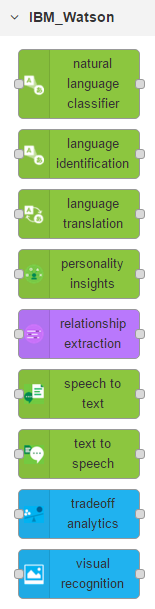 IBM_Watson
natural
language
classifier
language
identification
language
translation
personality
insights
relationship
extraction
speech to
text
text to
speech
tradeoff
analytics
visual
recognition